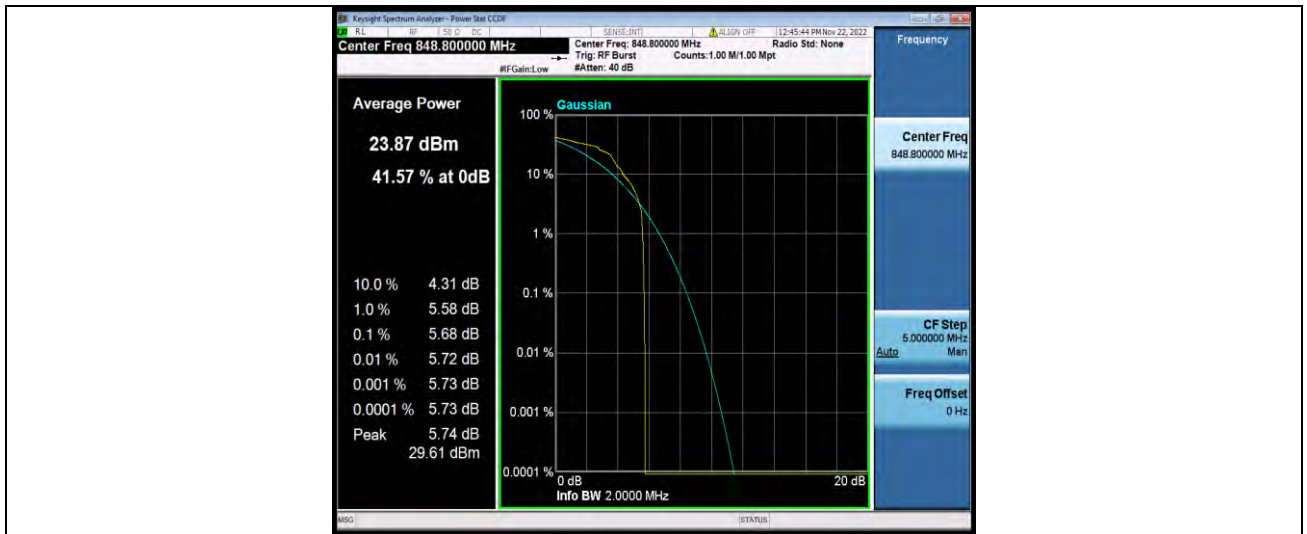 Keysight Spectrum Analyzer - Power Stat CCDF
RL RF 50 Ω DC SENSE:INT ALIGN OFF 12:45:44 PM Nov 22, 2022
Center Freq 848.800000 MHz
Center Freq: 848.800000 MHz Radio Std: None
Trig: RF Burst Counts:1.00 M/1.00 Mpt
#IFGain:Low #Atten: 40 dB
Frequency
Average Power
23.87 dBm
41.57 % at 0dB
10.0 % 4.31 dB
1.0 % 5.58 dB
0.1 % 5.68 dB
0.01 % 5.72 dB
0.001 % 5.73 dB
0.0001 % 5.73 dB
Peak 5.74 dB
29.61 dBm
Gaussian
100 %
10 %
1 %
0.1 %
0.01 %
0.001 %
0.0001 %
0 dB 20 dB
Info BW 2.0000 MHz
Center Freq
848.800000 MHz
CF Step
5.000000 MHz
Auto Man
Freq Offset
0 Hz
MSG STATUS